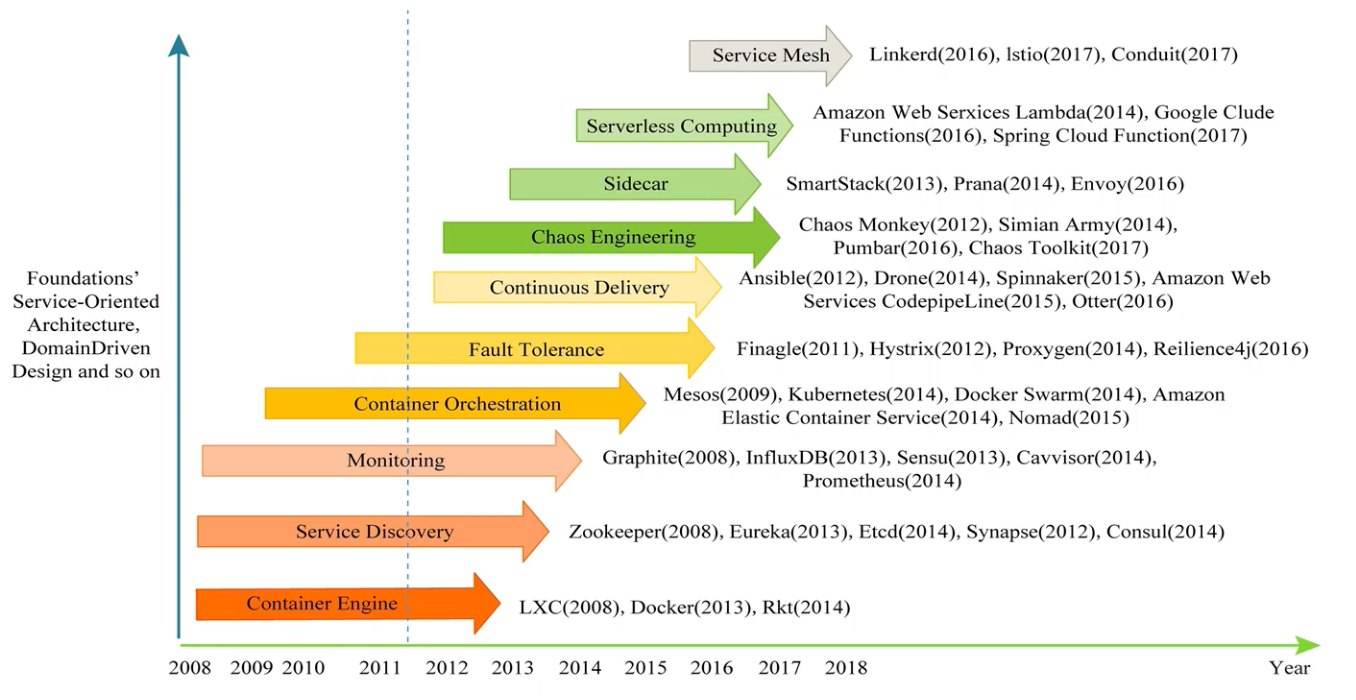 Service Mesh
Linkerd(2016), lstio(2017), Conduit(2017)
Serverless Computing
Amazon Web Serxices Lambda(2014), Google Clude
Functions(2016), Spring Cloud Function(2017)
Sidecar
SmartStack(2013), Prana(2014), Envoy(2016)
Chaos Engineering
Chaos Monkey(2012), Simian Army(2014),
Pumbar(2016), Chaos Toolkit(2017)
Foundations’
Service-Oriented
Architecture,
DomainDriven
Design and so on
Continuous Delivery
Ansible(2012), Drone(2014), Spinnaker(2015), Amazon Web
Services CodepipeLine(2015), Otter(2016)
Fault Tolerance
Finagle(2011), Hystrix(2012), Proxygen(2014), Reilience4j(2016)
Container Orchestration
Mesos(2009), Kubernetes(2014), Docker Swarm(2014), Amazon
Elastic Container Service(2014), Nomad(2015)
Monitoring
Graphite(2008), InfluxDB(2013), Sensu(2013), Cavvisor(2014),
Prometheus(2014)
Service Discovery
Zookeeper(2008), Eureka(2013), Etcd(2014), Synapse(2012), Consul(2014)
Container Engine
LXC(2008), Docker(2013), Rkt(2014)
2008 2009 2010 2011 2012 2013 2014 2015 2016 2017 2018 Year